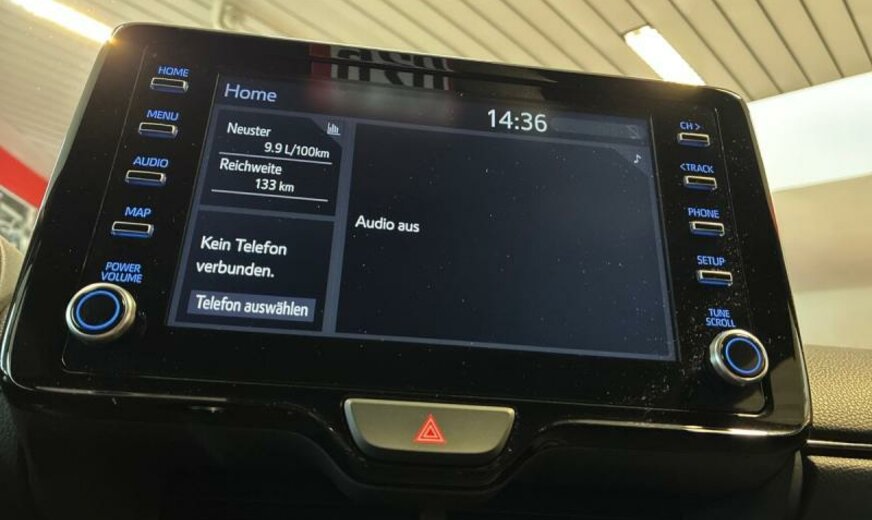 HOME
MENU
AUDIO
MAP
POWER
VOLUME
Home
14:36
Neuster
9.9 L/100km
Reichweite
133 km
Kein Telefon
verbunden.
Telefon auswählen
Audio aus
CH >
<TRACK
PHONE
SETUP
TUNE
SCROLL